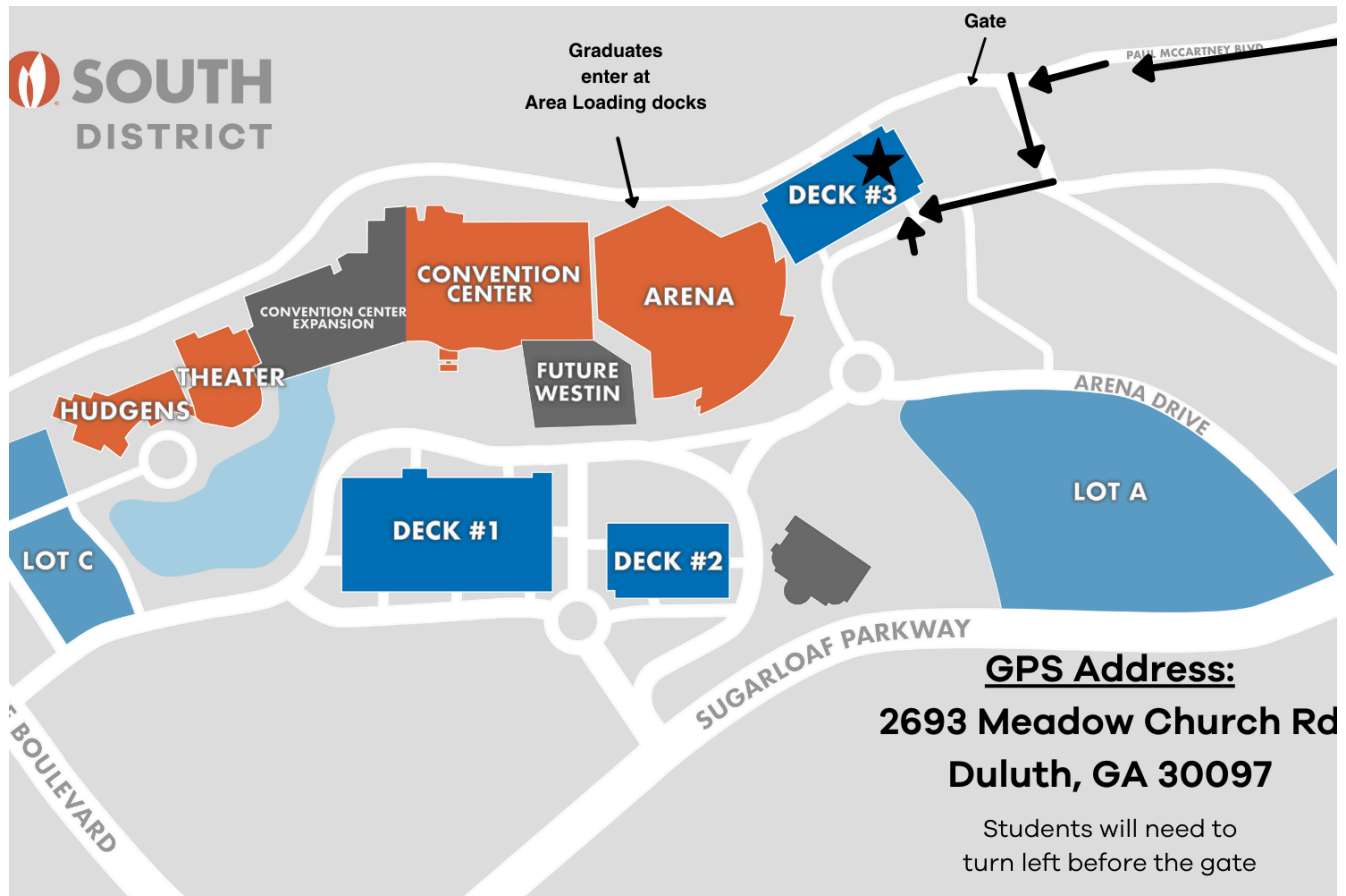 SOUTH
DISTRICT
Gate
Graduates
enter at
Area Loading docks
PAUL MCCARTNEY BLVD
DECK #3
CONVENTION
CENTER
ARENA
CONVENTION CENTER
EXPANSION
THEATER
HUDGENS
FUTURE
WESTIN
ARENA DRIVE
LOT A
DECK #1
DECK #2
LOT C
SUGARLOAF PARKWAY
BOULEVARD
GPS Address:
2693 Meadow Church Rd
Duluth, GA 30097
Students will need to
turn left before the gate